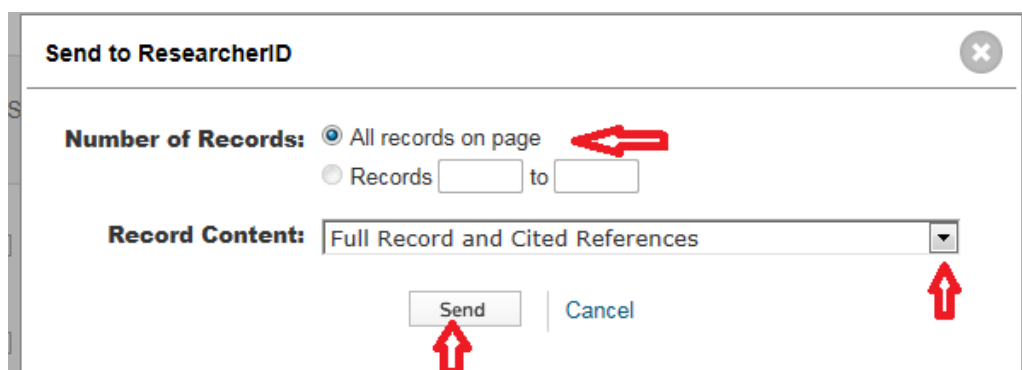 Send to ResearcherID
S
Number of Records: All records on page
Records to
Record Content: Full Record and Cited References
Send Cancel